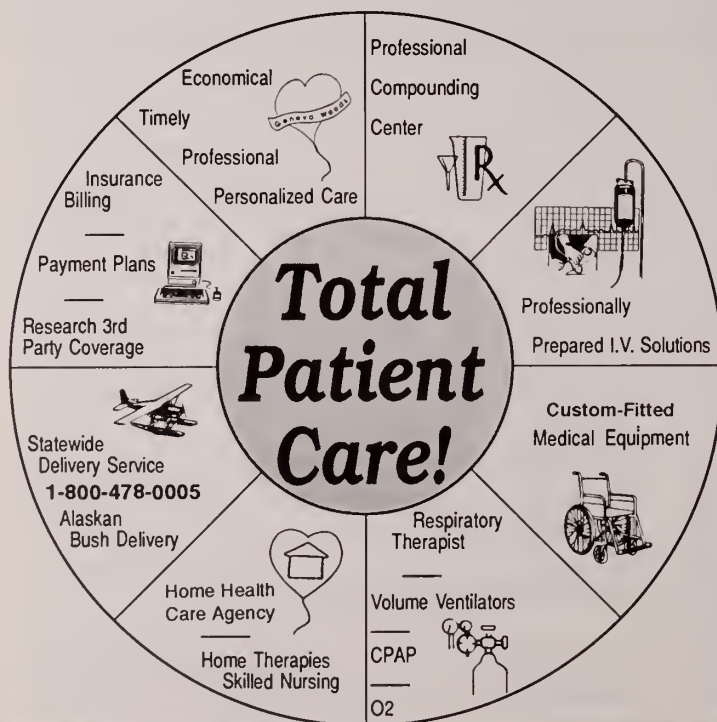 Economical
Geneva Woods
Timely
Professional
Personalized Care
Professional
Compounding
Center
Rx
Professionally
Prepared I.V. Solutions
Custom-Fitted
Medical Equipment
Respiratory
Therapist
Volume Ventilators
CPAP
O2
Home Health
Care Agency
Home Therapies
Skilled Nursing
Statewide
Delivery Service
1-800-478-0005
Alaskan
Bush Delivery
Insurance
Billing
Payment Plans
Research 3rd
Party Coverage
Total
Patient
Care!